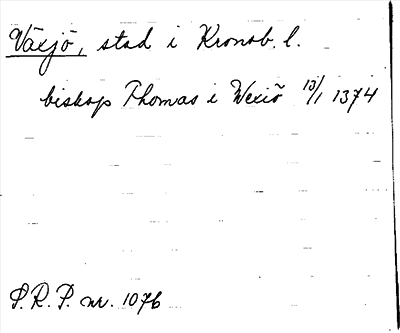 Växjö, stad i Kronob. l.
biskop Thomas i Wexiö 13/1 1374
S.R.P. nr. 1076